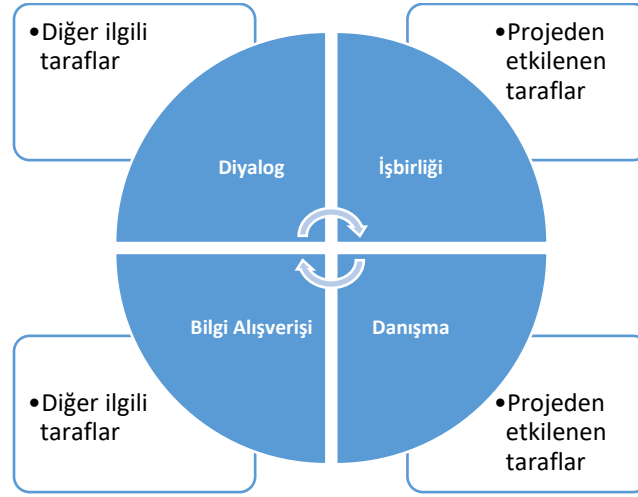 •Diğer ilgili
taraflar
•Projeden
etkilenen
taraflar
Diyalog
İşbirliği
Bilgi Alışverişi
Danışma
•Diğer ilgili
taraflar
•Projeden
etkilenen
taraflar